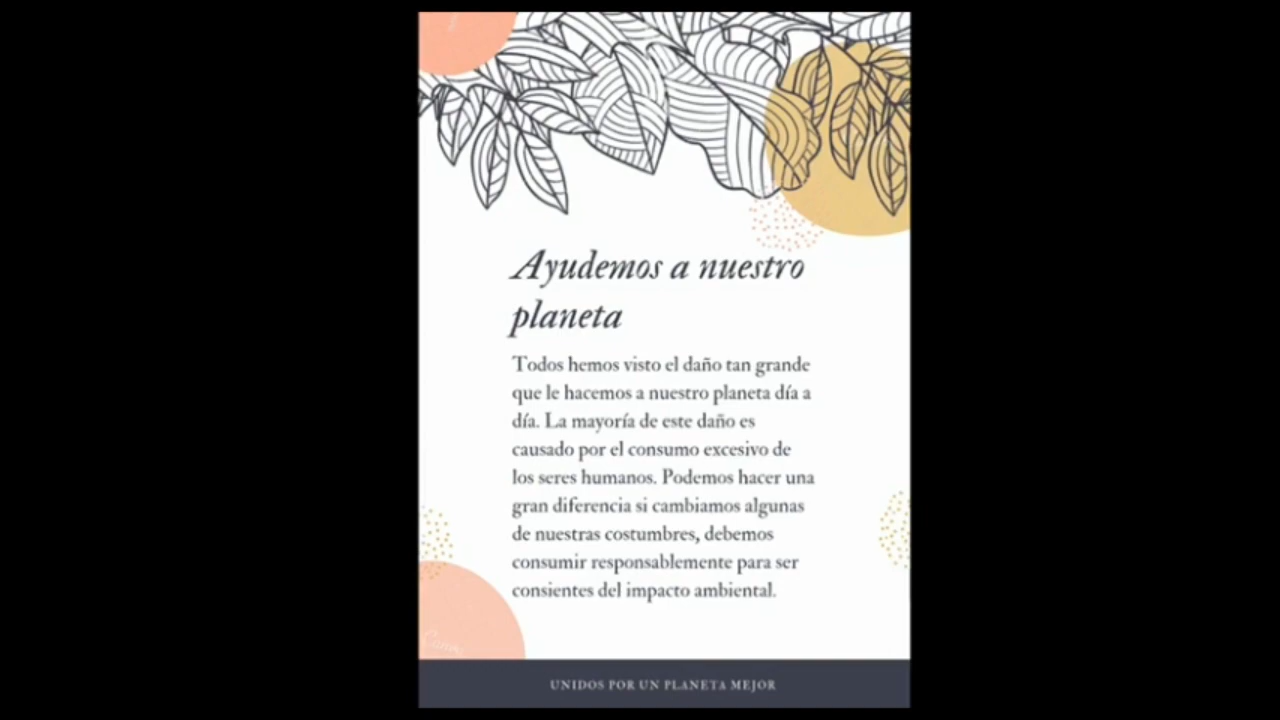 Ayudemos a nuestro
planeta
Todos hemos visto el daño tan grande
que le hacemos a nuestro planeta día a
día. La mayoría de este daño es
causado por el consumo excesivo de
los seres humanos. Podemos hacer una
gran diferencia si cambiamos algunas
de nuestras costumbres, debemos
consumir responsablemente para ser
consientes del impacto ambiental.
Canva
UNIDOS POR UN PLANETA MEJOR